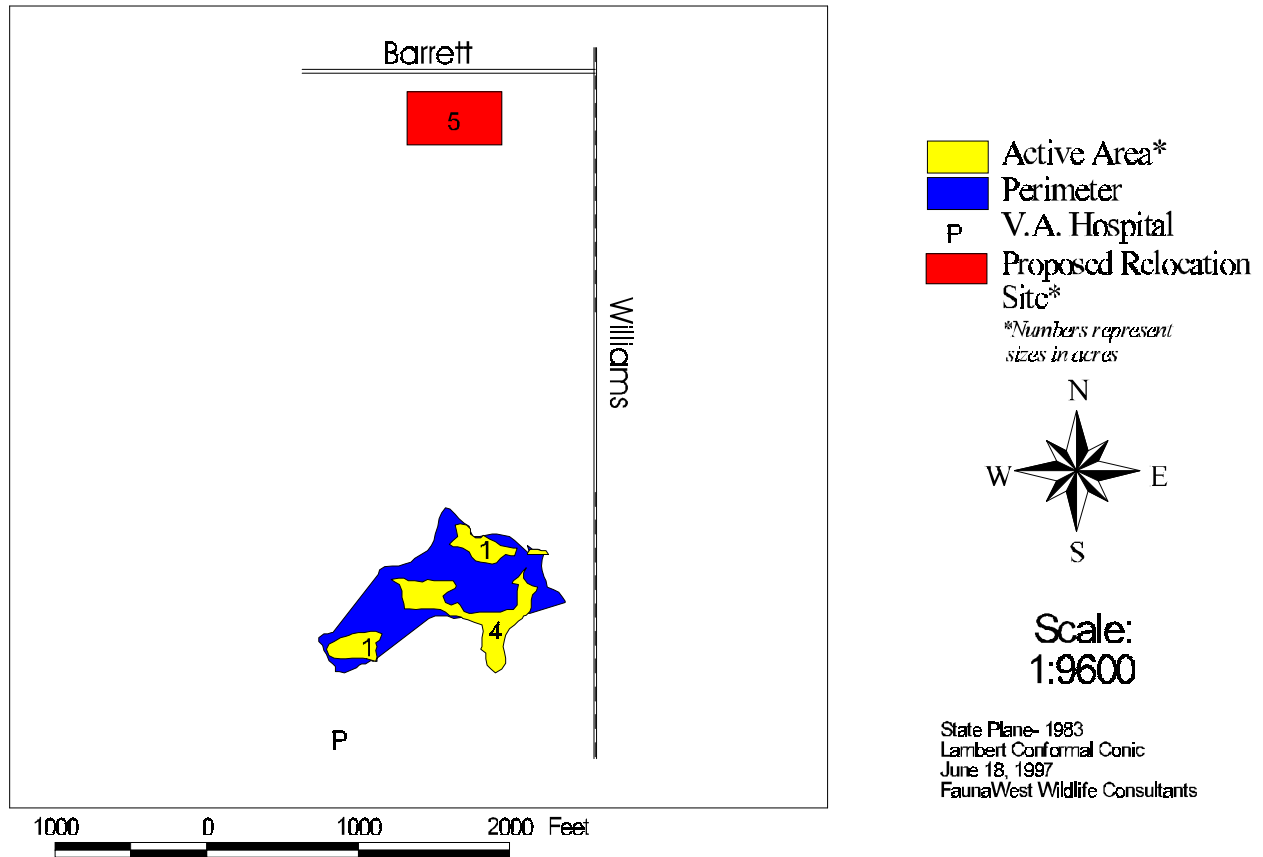 Barrett
5
Williams
1
4
1
P
1000 0 1000 2000 Feet
Active Area*
Perimeter
P V.A. Hospital
Proposed Relocation
Site*
*Numbers represent
sizes in acres
N
W E
S
Scale:
1:9600
State Plane- 1983
Lambert Conformal Conic
June 18, 1997
FaunaWest Wildlife Consultants